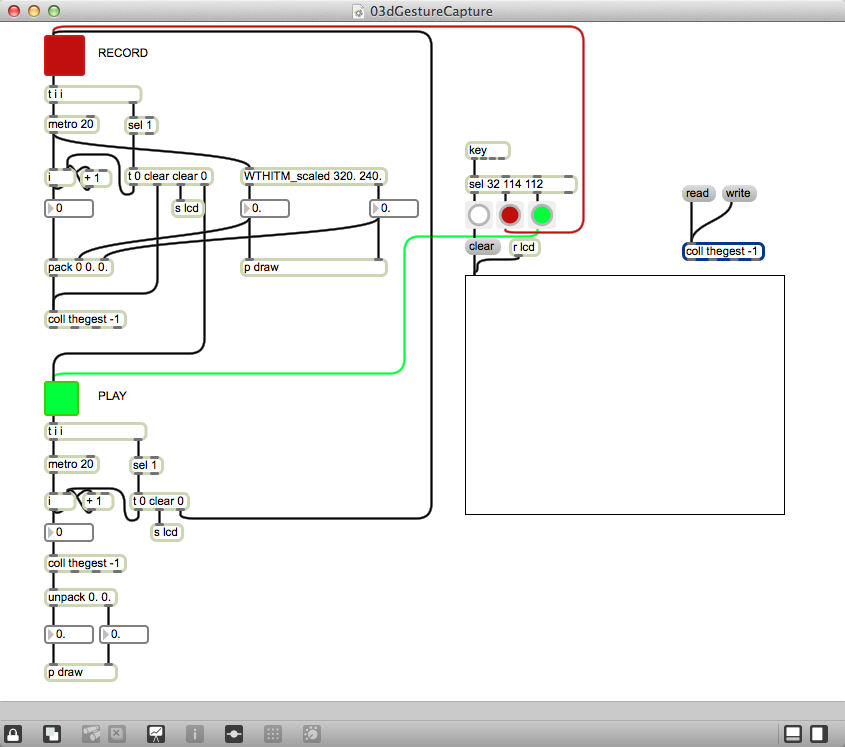 03dGestureCapture
RECORD
t i i
metro 20
sel 1
key
i
+ 1
t 0 clear clear 0
WTHITM_scaled 320. 240.
sel 32 114 112
read
write
0
s lcd
0.
0.
clear
r lcd
coll thegest -1
pack 0 0. 0.
p draw
coll thegest -1
PLAY
t i i
metro 20
sel 1
i
+ 1
t 0 clear 0
0
s lcd
coll thegest -1
unpack 0. 0.
0.
0.
p draw
i